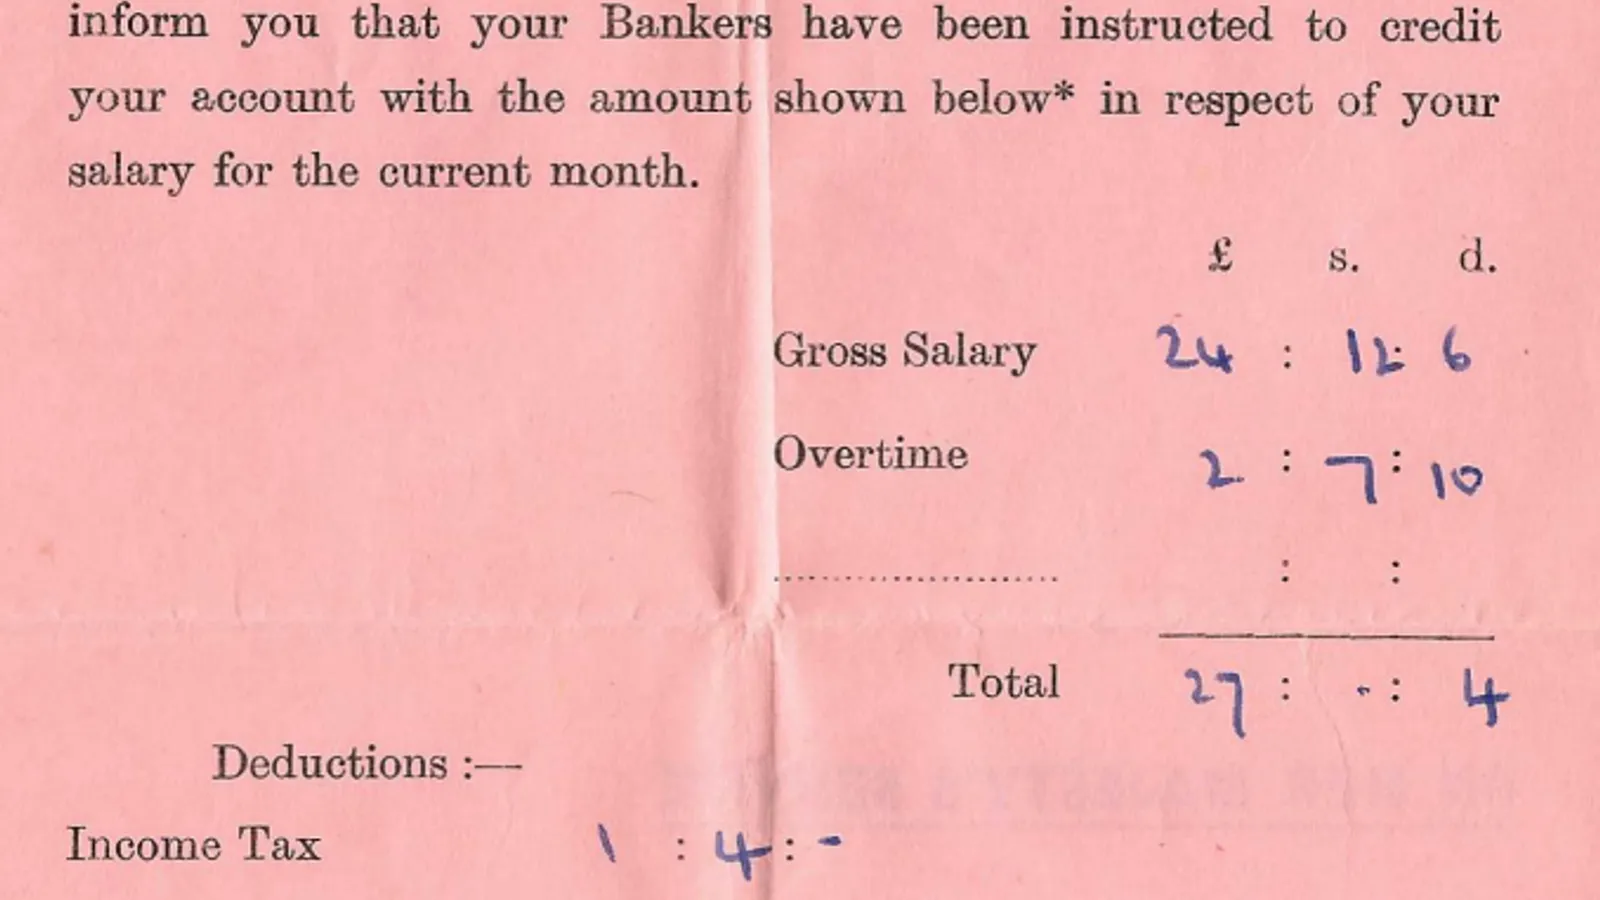 inform you that your Bankers have been instructed to credit
your account with the amount shown below* in respect of your
salary for the current month.
£ s. d.
Gross Salary 24 : 12 : 6
Overtime 2 : 7 : 10
.................................... : :
Total 27 : - : 4
Deductions :—
Income Tax 1 : 4 : -